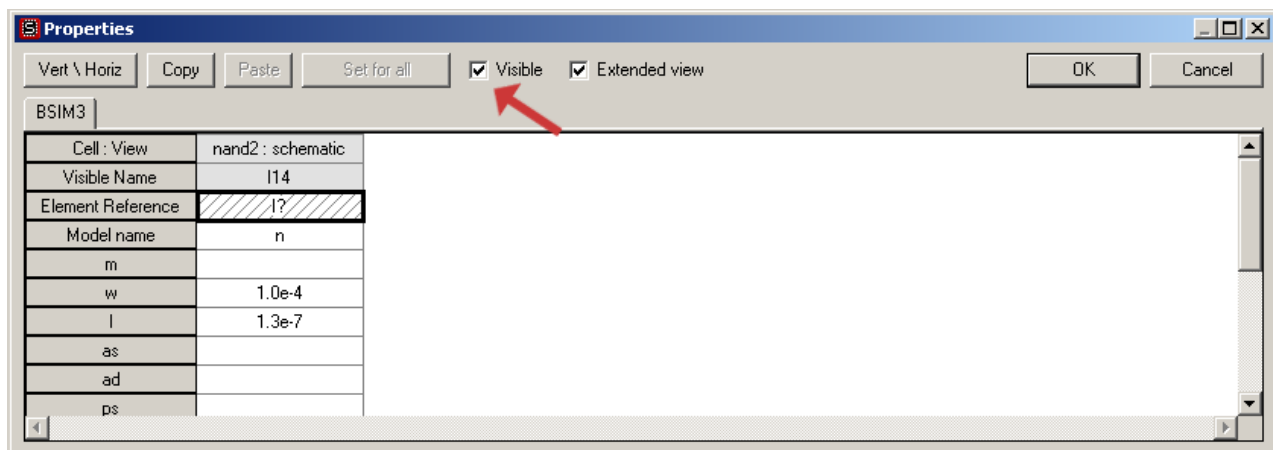 Properties
Vert \ Horiz Copy Paste Set for all Visible Extended view OK Cancel
BSIM3
Cell : View nand2 : schematic
Visible Name I14
Element Reference I?
Model name n
m
w 1.0e-4
l 1.3e-7
as
ad
ps